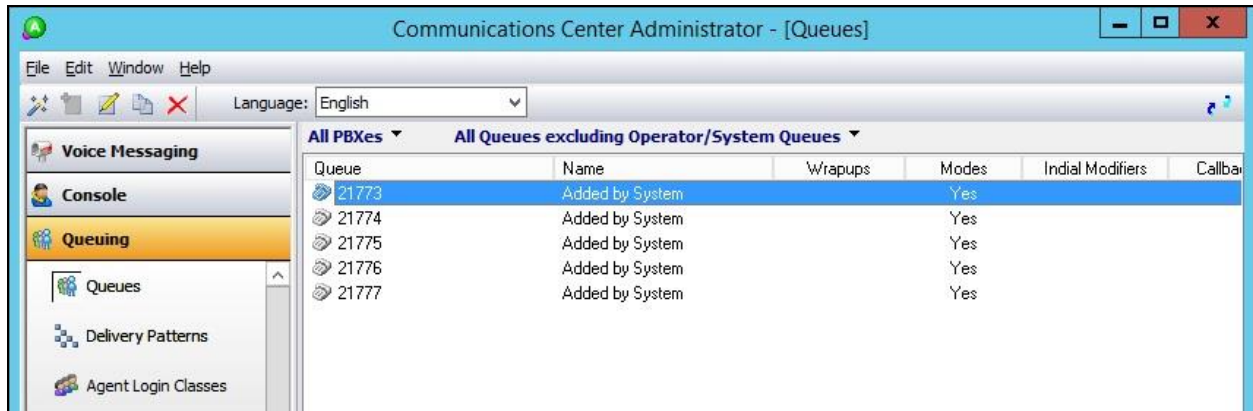 Communications Center Administrator - [Queues]
File Edit Window Help
Language: English
Voice Messaging
Console
Queuing
Queues
Delivery Patterns
Agent Login Classes
All PBXes All Queues excluding Operator/System Queues
Queue Name Wrapups Modes Indial Modifiers
21773 Added by System Yes
21774 Added by System Yes
21775 Added by System Yes
21776 Added by System Yes
21777 Added by System Yes